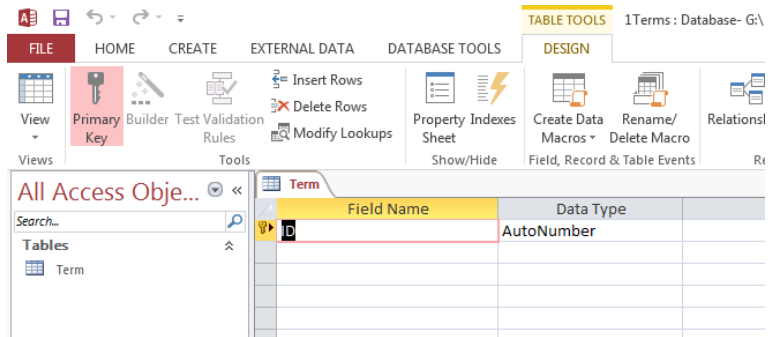 TABLE TOOLS 1Terms : Database- G:\
FILE HOME CREATE EXTERNAL DATA DATABASE TOOLS DESIGN
View
Primary Key
Builder
Test Validation Rules
Insert Rows
Delete Rows
Modify Lookups
Property Sheet
Indexes
Create Data Macros
Rename/ Delete Macro
Relationsh
Views Tools Show/Hide Field, Record & Table Events Re
All Access Obje... «
Search...
Tables
Term
Term
Field Name Data Type
ID AutoNumber